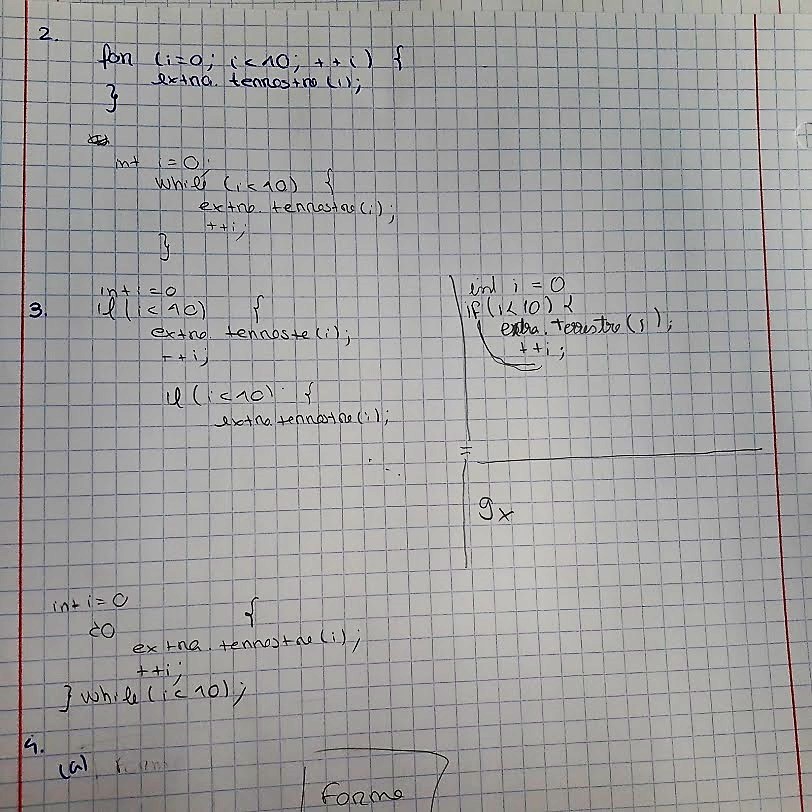 2.
for (i=0; i<10; ++i) {
extra.terrestre(i);
}
int i=0;
while (i<10) {
extra.terrestre(i);
++i;
}
3.
int i=0
if(i<10) {
extra.terreste(i);
++i;
if(i<10) {
extra.terrestre(i);
int i=0
if(i<10) {
extra.terrestre(i);
++i;
9x
int i=0
do {
extra.terrestre(i);
++i;
} while(i<10);
4.
(a)
forme